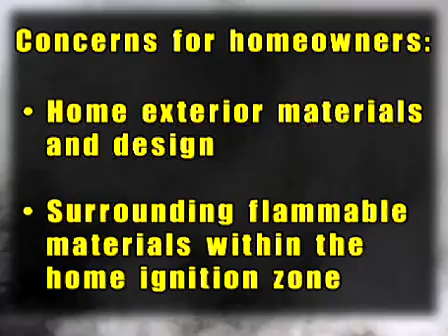 Concerns for homeowners:
• Home exterior materials
and design
• Surrounding flammable
materials within the
home ignition zone